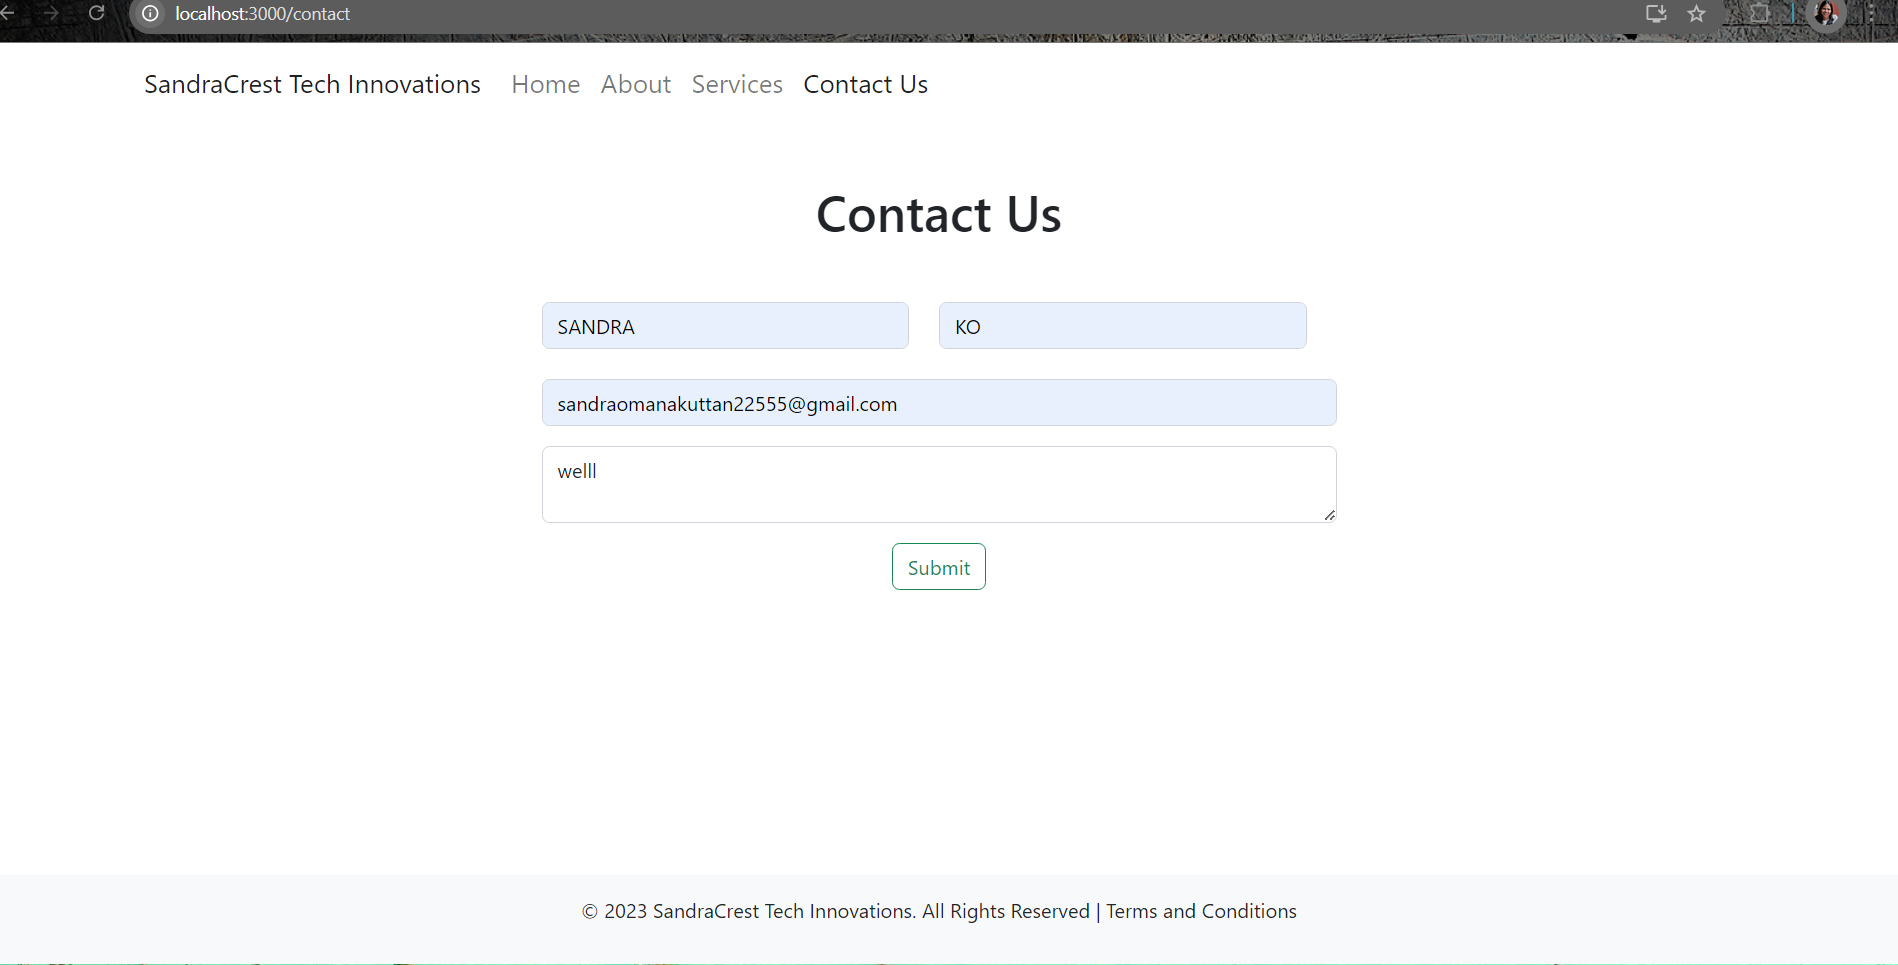 localhost:3000/contact
SandraCrest Tech Innovations Home About Services Contact Us
Contact Us
SANDRA KO
sandraomanakuttan22555@gmail.com
welll
Submit
© 2023 SandraCrest Tech Innovations. All Rights Reserved | Terms and Conditions